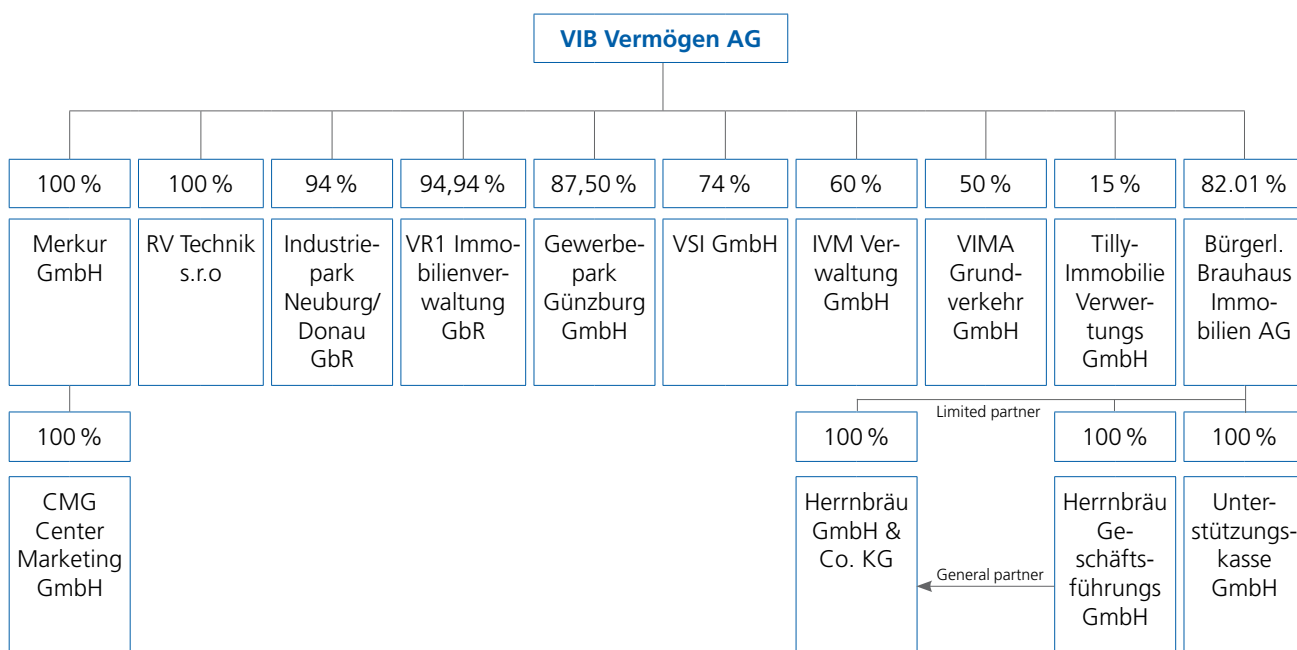 VIB Vermögen AG
100 %
100 %
94 %
94,94 %
87,50 %
74 %
60 %
50 %
15 %
82.01 %
Merkur
GmbH
RV Technik
s.r.o
Industrie-
park
Neuburg/
Donau
GbR
VR1 Immo-
bilienver-
waltung
GbR
Gewerbe-
park
Günzburg
GmbH
VSI GmbH
IVM Ver-
waltung
GmbH
VIMA
Grund-
verkehr
GmbH
Tilly-
Immobilie
Verwer-
tungs
GmbH
Bürgerl.
Brauhaus
Immo-
bilien AG
Limited partner
100 %
100 %
100 %
100 %
CMG
Center
Marketing
GmbH
Herrnbräu
GmbH &
Co. KG
General partner
Herrnbräu
Ge-
schäfts-
führungs
GmbH
Unter-
stützungs-
kasse
GmbH